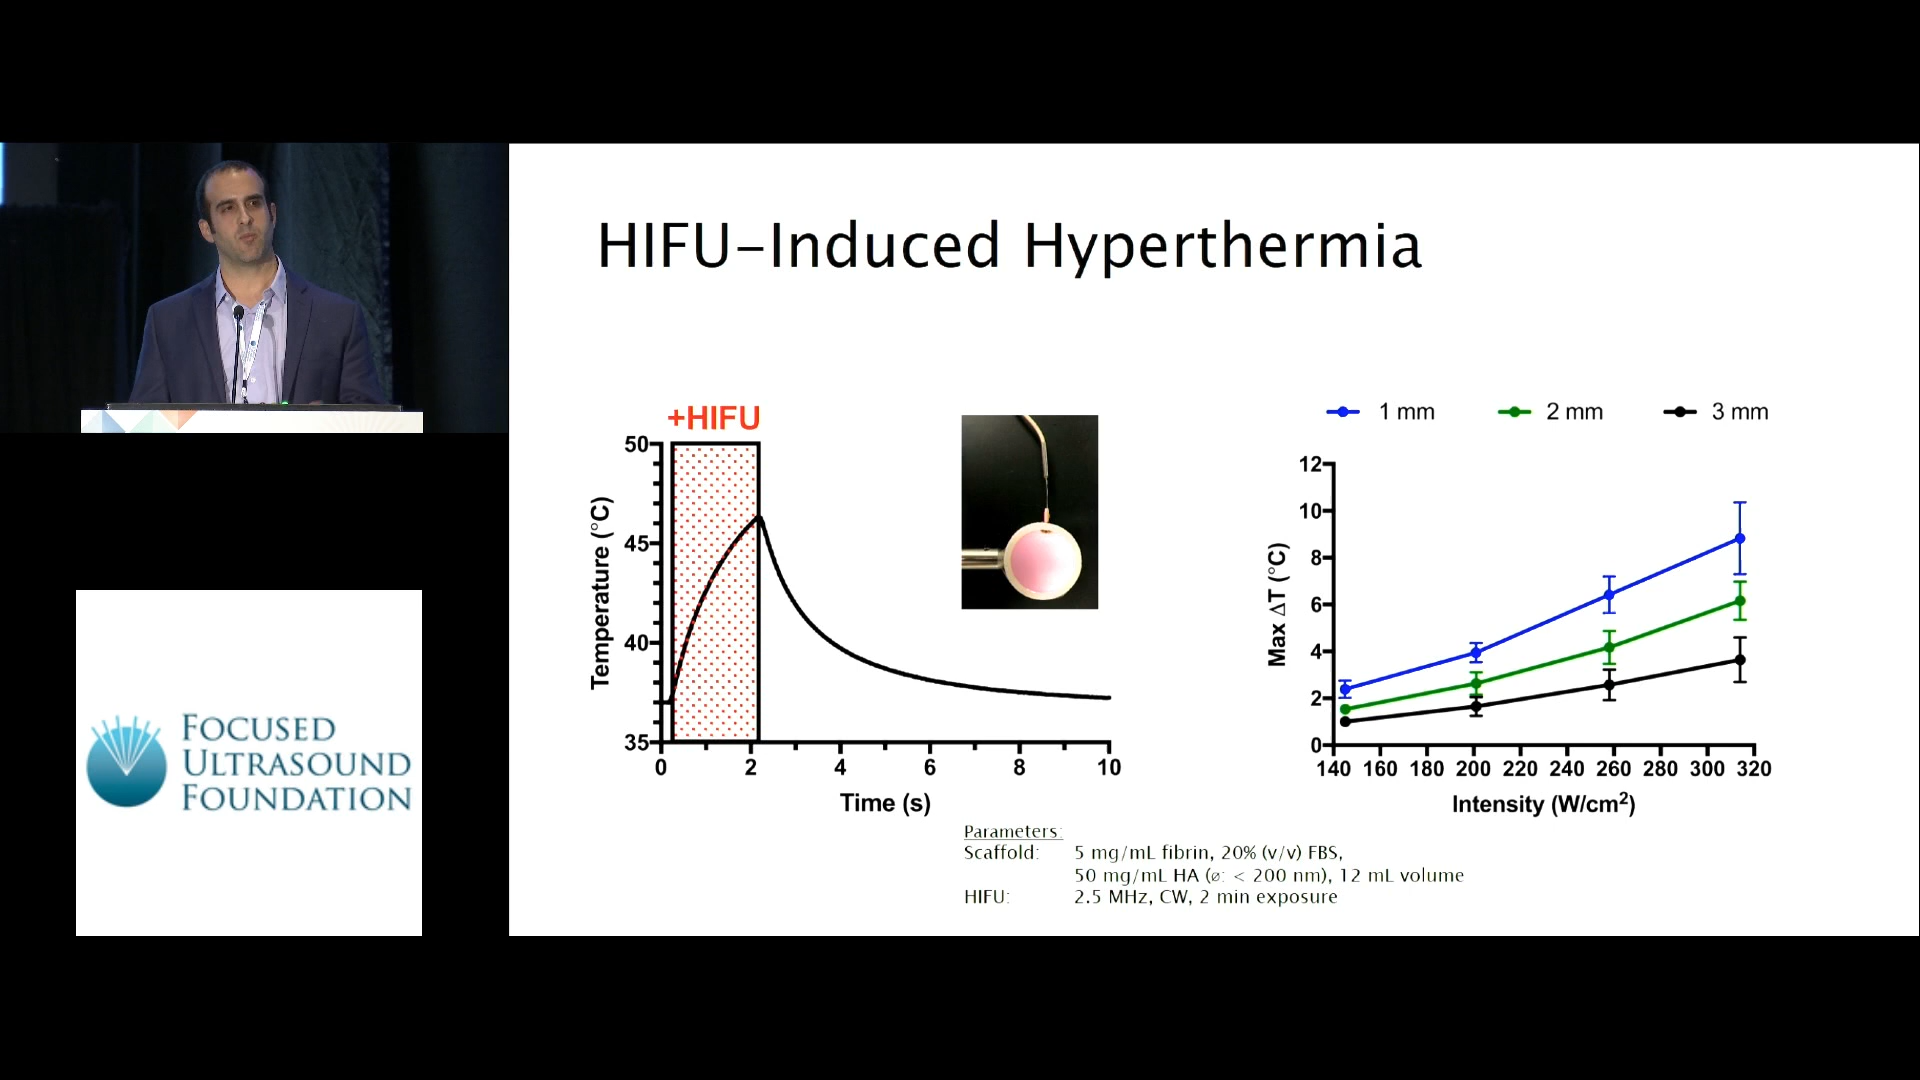 HIFU-Induced Hyperthermia
+HIFU
50
45
40
35
Temperature (°C)
0 2 4 6 8 10
Time (s)
1 mm 2 mm 3 mm
12
10
8
6
4
2
0
Max ΔT (°C)
140 160 180 200 220 240 260 280 300 320
Intensity (W/cm²)
Parameters:
Scaffold: 5 mg/mL fibrin, 20% (v/v) FBS,
50 mg/mL HA (ø: < 200 nm), 12 mL volume
HIFU: 2.5 MHz, CW, 2 min exposure
FOCUSED
ULTRASOUND
FOUNDATION